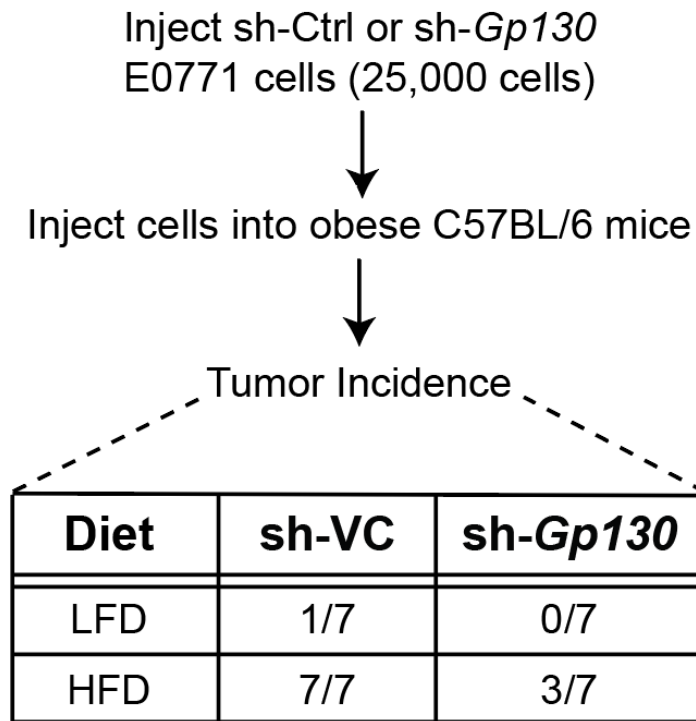 Inject sh-Ctrl or sh-Gp130
E0771 cells (25,000 cells)
Inject cells into obese C57BL/6 mice
Tumor Incidence
Diet sh-VC sh-Gp130
LFD 1/7 0/7
HFD 7/7 3/7